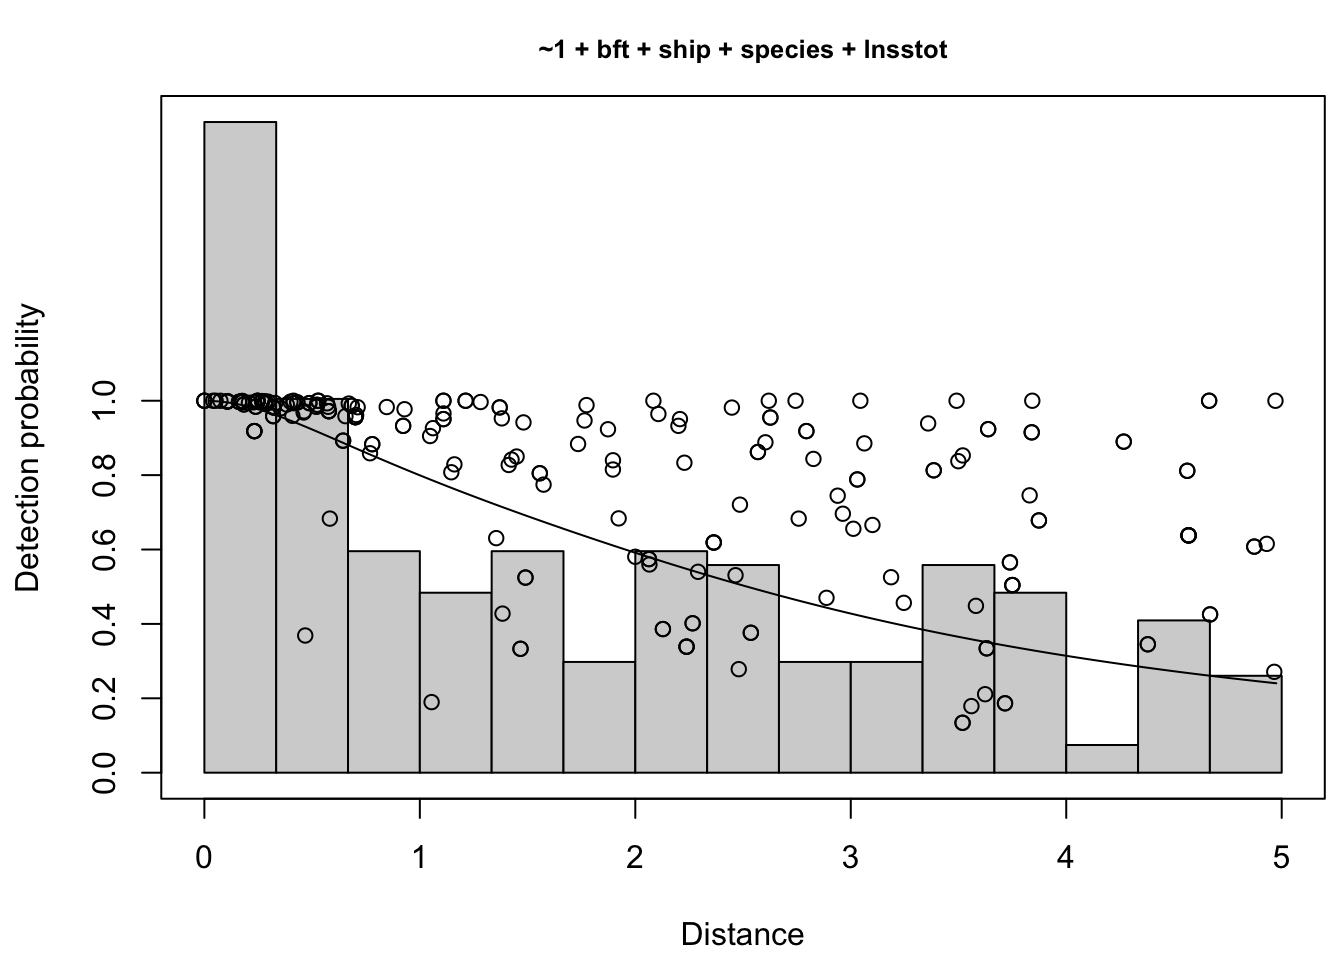 ~1 + bft + ship + species + lnsstot
Detection probability
1.0
0.8
0.6
0.4
0.2
0.0
0 1 2 3 4 5
Distance